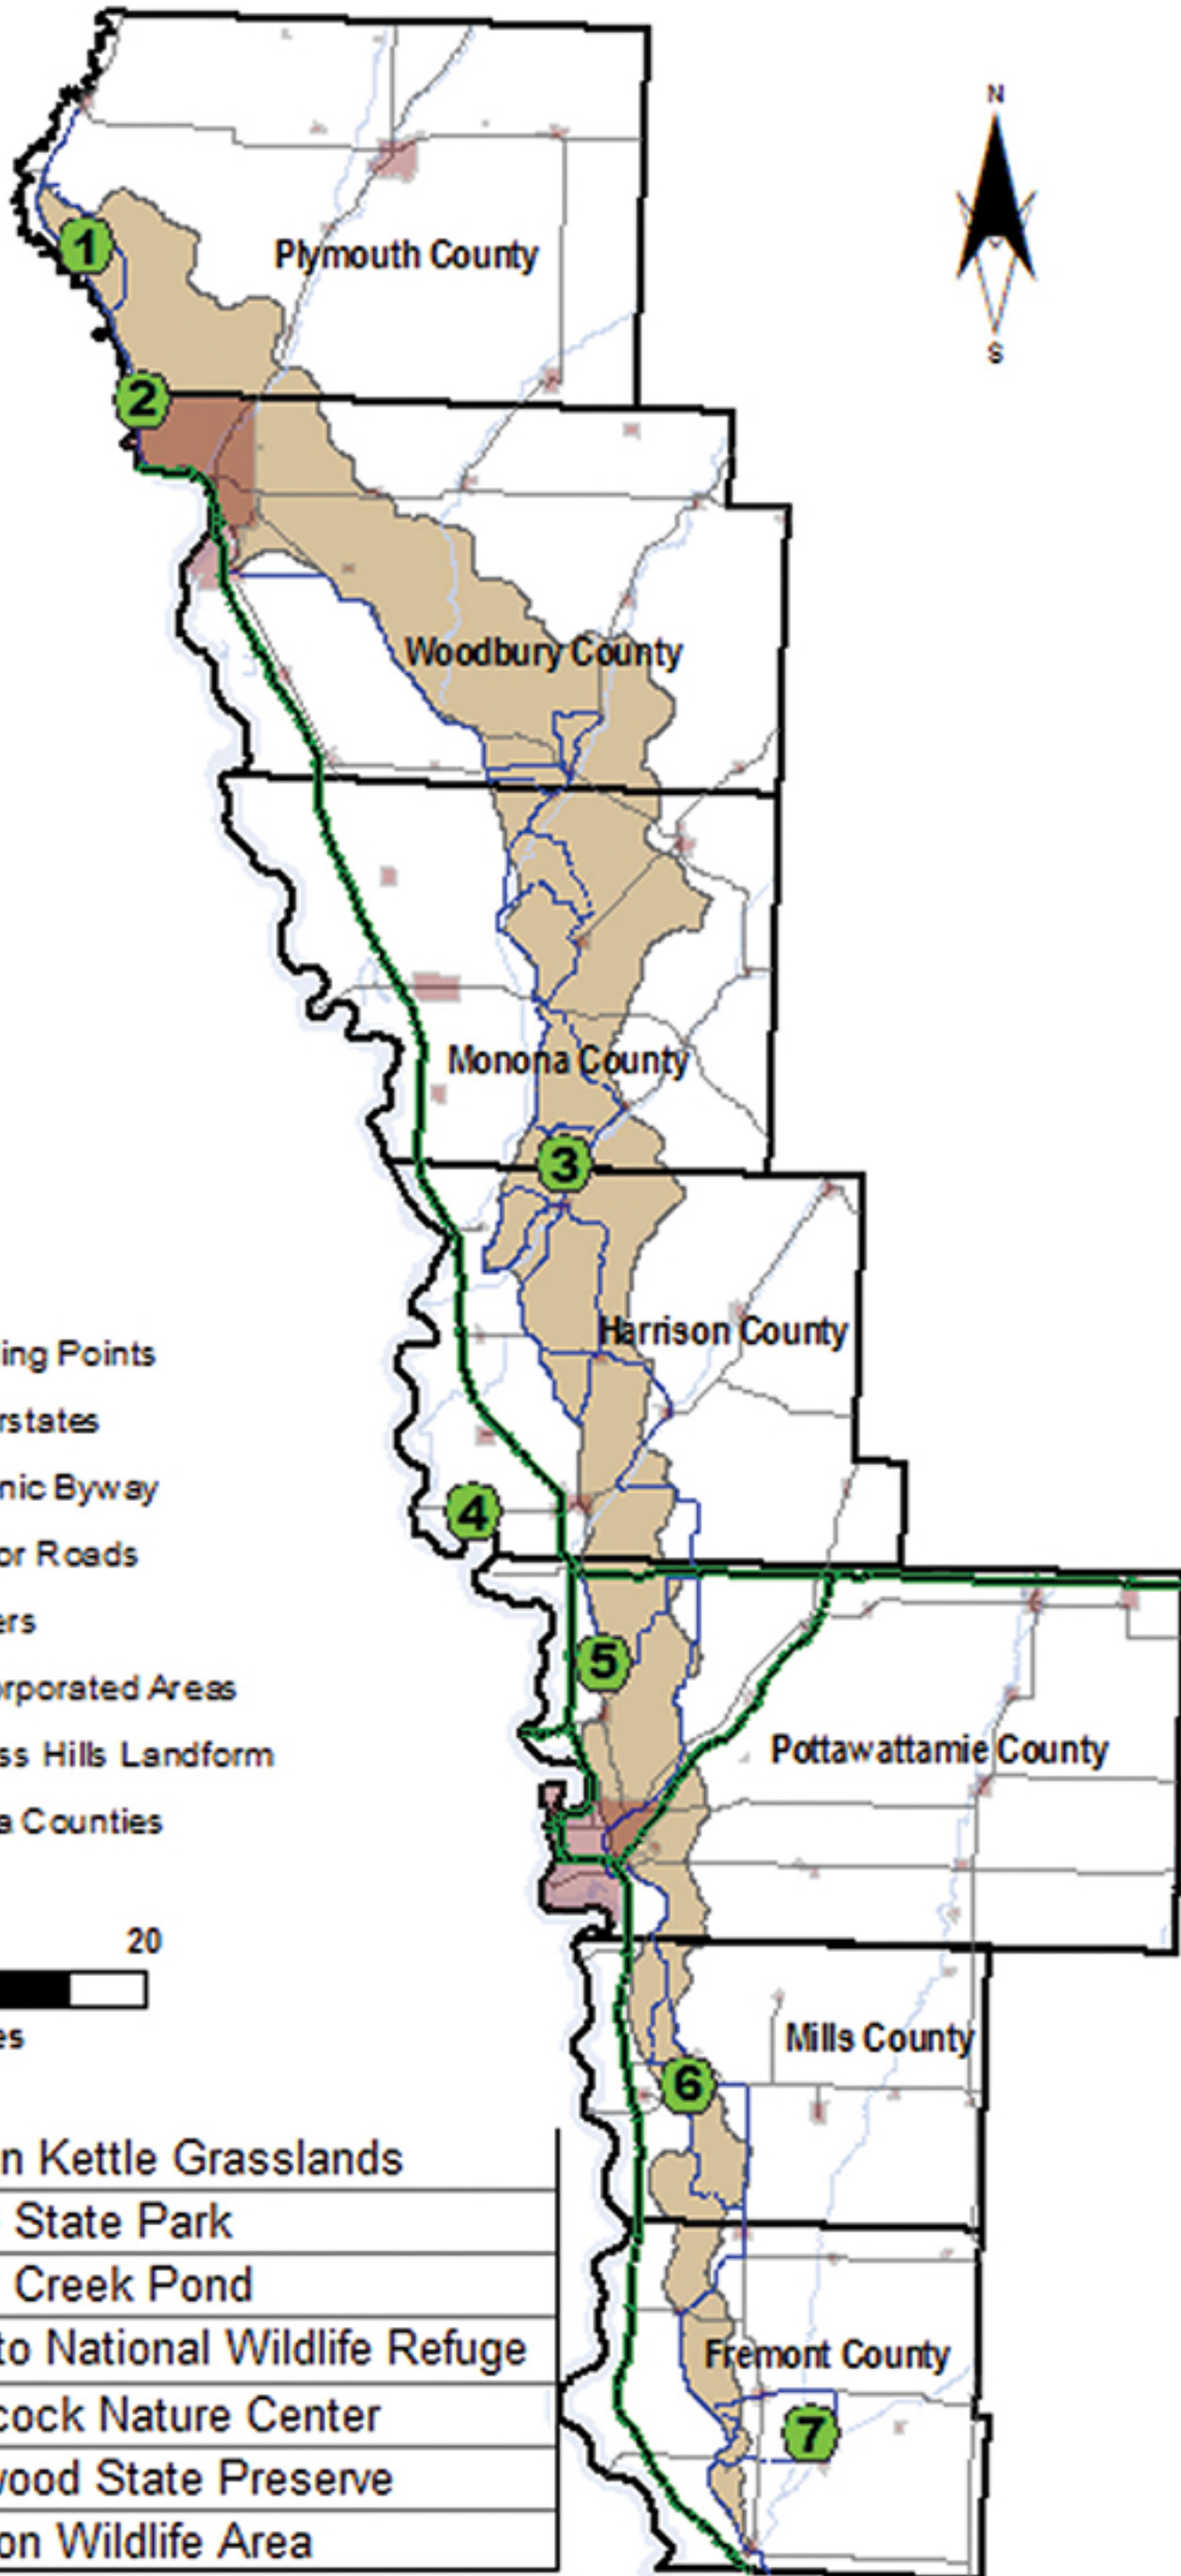 N
S
1
Plymouth County
2
Woodbury County
Monona County
3
Harrison County
4
5
Pottawattamie County
Mills County
6
Fremont County
7
ing Points
rstates
nic Byway
or Roads
ers
orporated Areas
ss Hills Landform
a Counties
20
es
n Kettle Grasslands
State Park
Creek Pond
to National Wildlife Refuge
cock Nature Center
wood State Preserve
on Wildlife Area